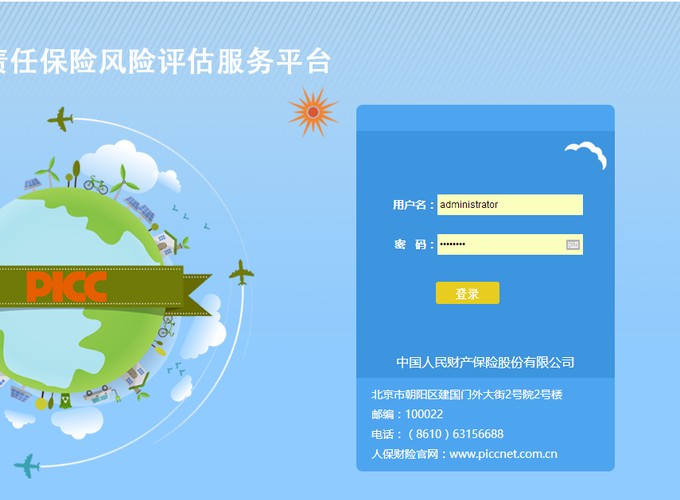 责任保险风险评估服务平台
PICC
用户名：administrator
密 码：••••••••
登录
中国人民财产保险股份有限公司
北京市朝阳区建国门外大街2号院2号楼
邮编：100022
电话：（8610）63156688
人保财险官网：www.piccnet.com.cn